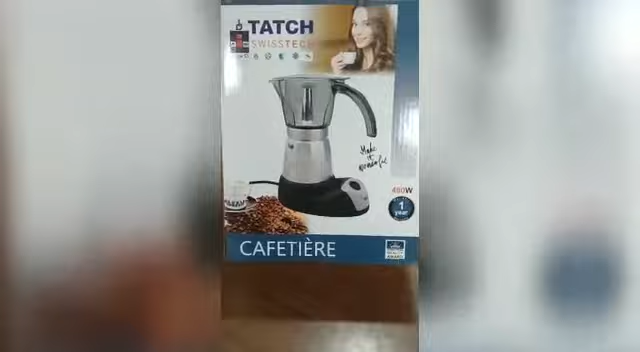 TATCH
SWISSTECH
Make
it
wonderful
480W
1
year
CAFETIÈRE